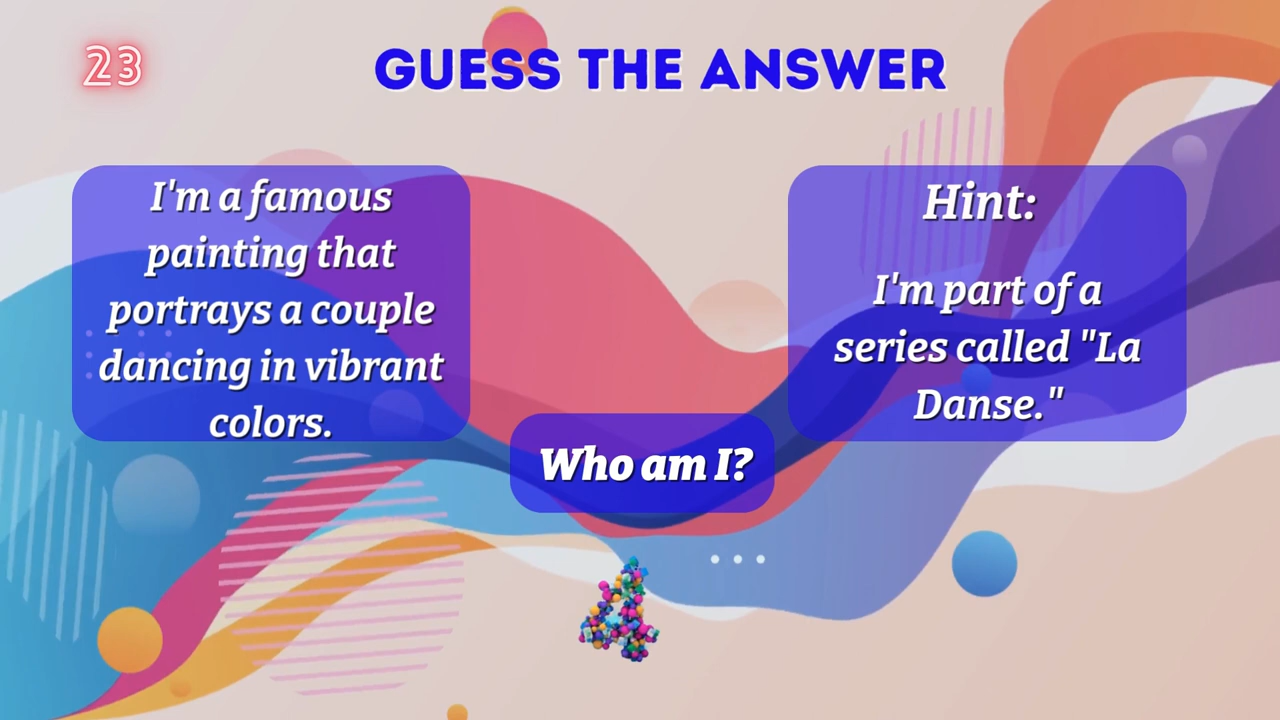 23
GUESS THE ANSWER
I'm a famous
painting that
portrays a couple
dancing in vibrant
colors.
Hint:
I'm part of a
series called "La
Danse."
Who am I?